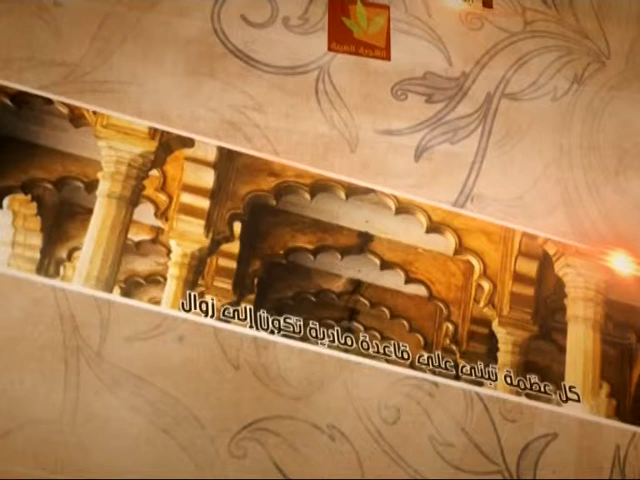 كل عظمة تبنى على قاعدة مادية تكون إلى زوال